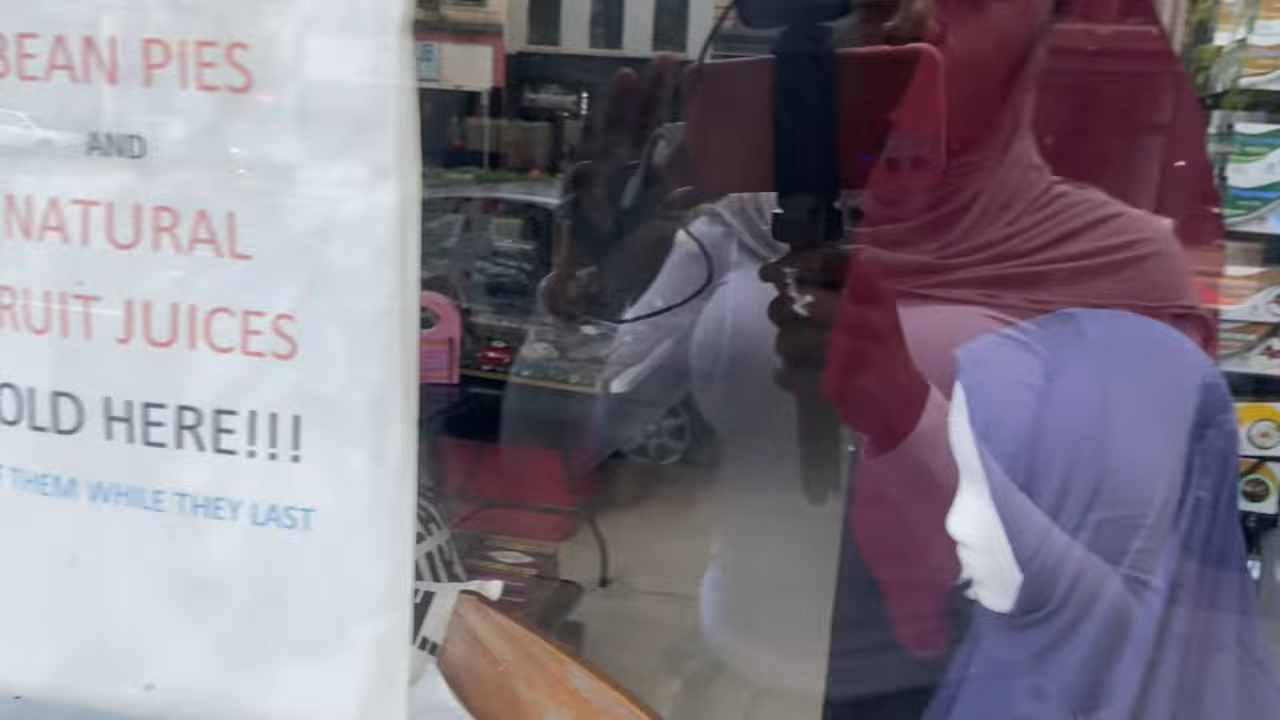 BEAN PIES
AND
NATURAL
RUIT JUICES
OLD HERE!!!
THEM WHILE THEY LAST